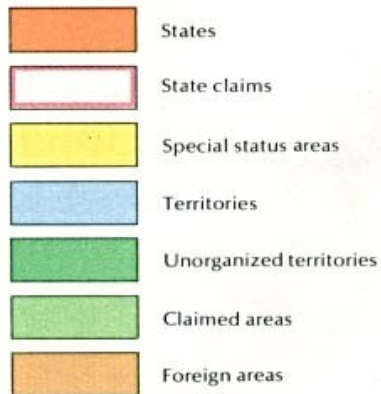 States
State claims
Special status areas
Territories
Unorganized territories
Claimed areas
Foreign areas